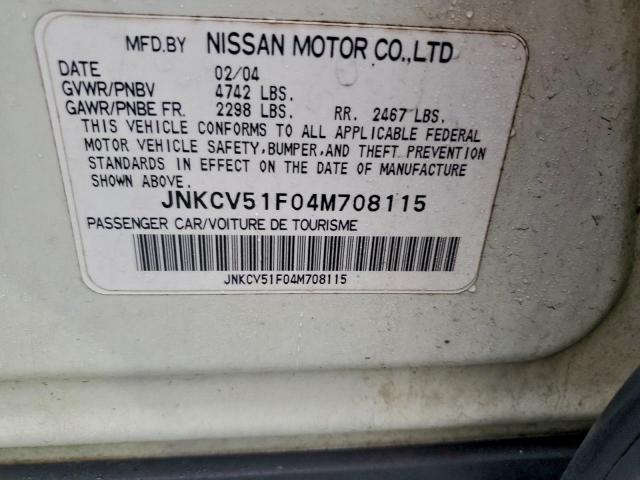 MFD.BY NISSAN MOTOR CO.,LTD
DATE 02/04
GVWR/PNBV 4742 LBS.
GAWR/PNBE FR. 2298 LBS. RR. 2467 LBS.
THIS VEHICLE CONFORMS TO ALL APPLICABLE FEDERAL
MOTOR VEHICLE SAFETY, BUMPER, AND THEFT PREVENTION
STANDARDS IN EFFECT ON THE DATE OF MANUFACTURE
SHOWN ABOVE.
JNKCV51F04M708115
PASSENGER CAR/VOITURE DE TOURISME
JNKCV51F04M708115